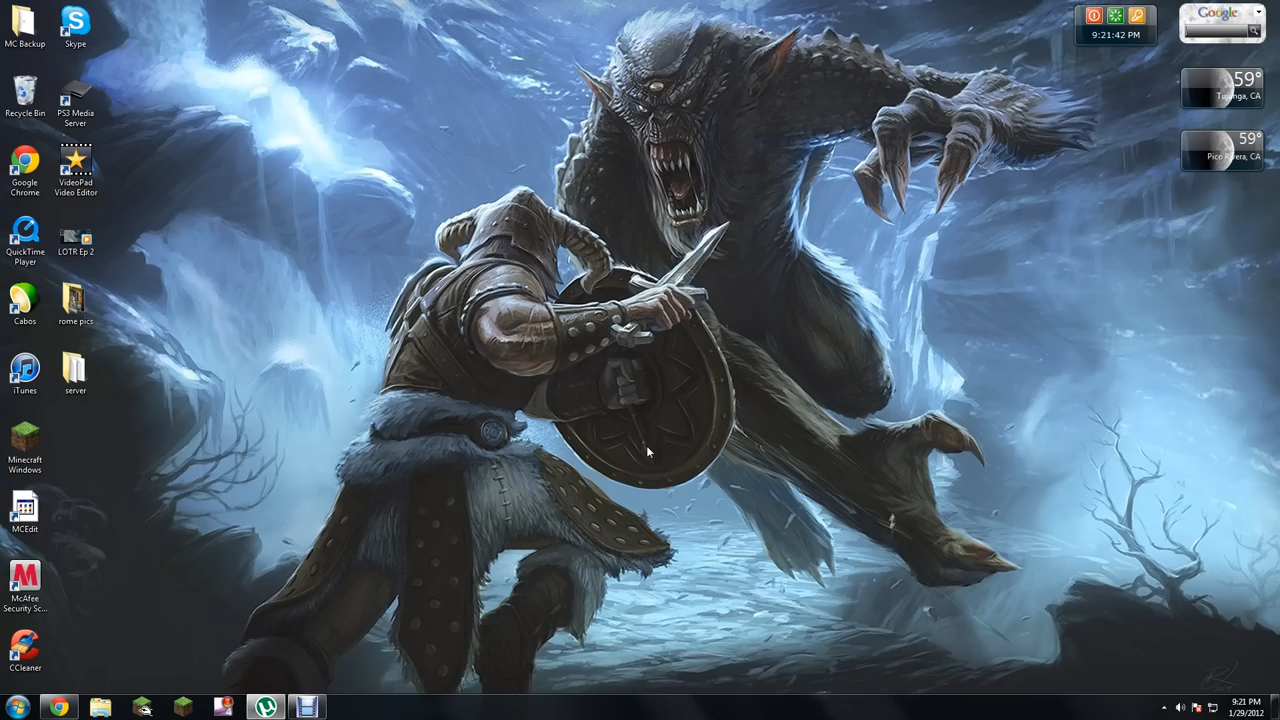 MC Backup
Skype
Recycle Bin
PS3 Media
Server
Google
Chrome
VideoPad
Video Editor
QuickTime
Player
LOTR Ep 2
Cabos
rome pics
iTunes
server
Minecraft
Windows
MCEdit
McAfee
Security Sc...
CCleaner
9:21:42 PM
Google
59°
Tujunga, CA
59°
Pico Rivera, CA
9:21 PM
1/29/2012